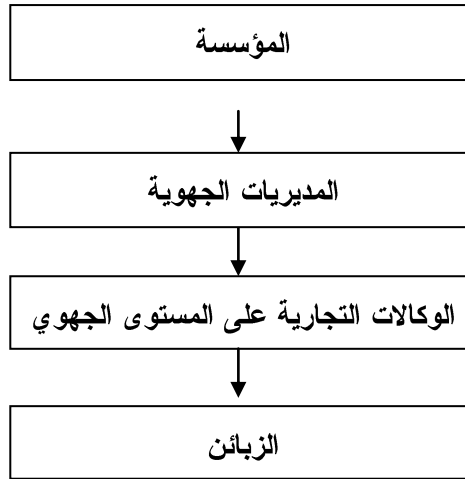 المؤسسة
المديريات الجهوية
الوكالات التجارية على المستوى الجهوي
الزبائن